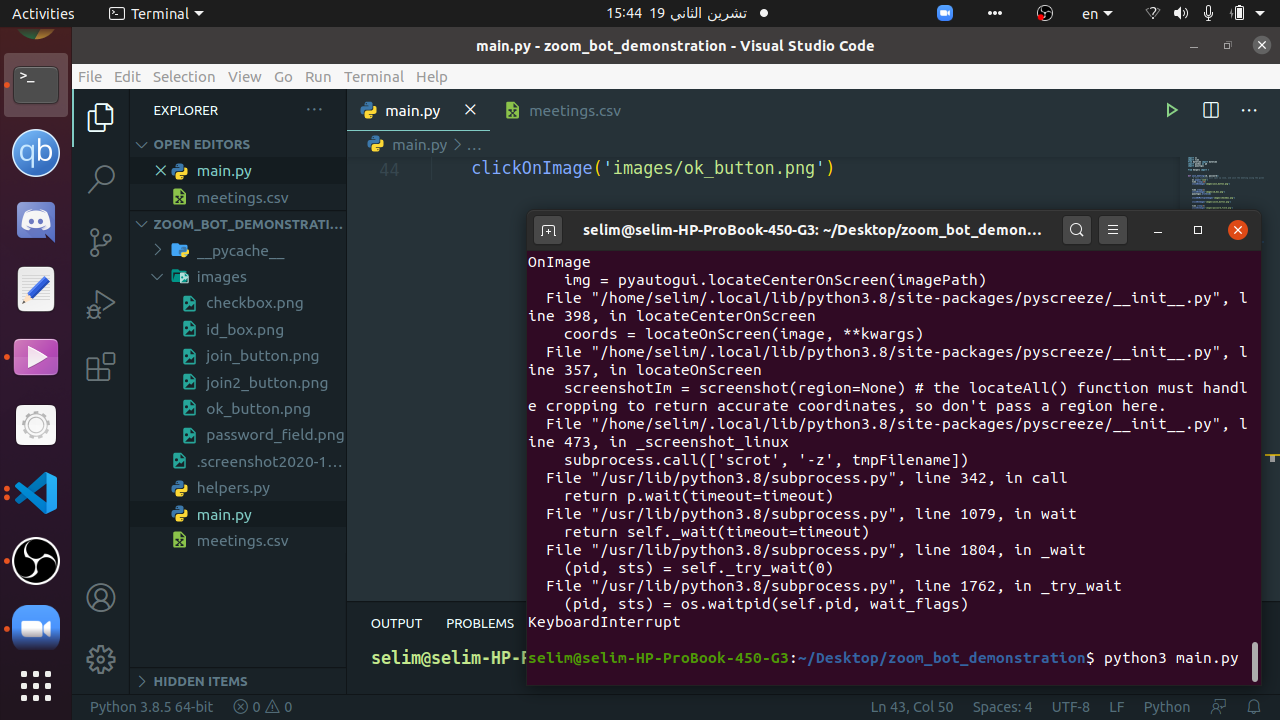 Activities
Terminal
15:44 19 تشرين الثاني
en
main.py - zoom_bot_demonstration - Visual Studio Code
File Edit Selection View Go Run Terminal Help
EXPLORER
OPEN EDITORS
main.py
meetings.csv
ZOOM_BOT_DEMONSTRATI...
__pycache__
images
checkbox.png
id_box.png
join_button.png
join2_button.png
ok_button.png
password_field.png
.screenshot2020-1...
helpers.py
main.py
meetings.csv
HIDDEN ITEMS
main.py
meetings.csv
main.py > ...
44 clickOnImage('images/ok_button.png')
OUTPUT PROBLEMS
selim@selim-HP-P
selim@selim-HP-ProBook-450-G3: ~/Desktop/zoom_bot_demon...
OnImage
img = pyautogui.locateCenterOnScreen(imagePath)
File "/home/selim/.local/lib/python3.8/site-packages/pyscreeze/__init__.py", l
ine 398, in locateCenterOnScreen
coords = locateOnScreen(image, **kwargs)
File "/home/selim/.local/lib/python3.8/site-packages/pyscreeze/__init__.py", l
ine 357, in locateOnScreen
screenshotIm = screenshot(region=None) # the locateAll() function must handl
e cropping to return accurate coordinates, so don't pass a region here.
File "/home/selim/.local/lib/python3.8/site-packages/pyscreeze/__init__.py", l
ine 473, in _screenshot_linux
subprocess.call(['scrot', '-z', tmpFilename])
File "/usr/lib/python3.8/subprocess.py", line 342, in call
return p.wait(timeout=timeout)
File "/usr/lib/python3.8/subprocess.py", line 1079, in wait
return self._wait(timeout=timeout)
File "/usr/lib/python3.8/subprocess.py", line 1804, in _wait
(pid, sts) = self._try_wait(0)
File "/usr/lib/python3.8/subprocess.py", line 1762, in _try_wait
(pid, sts) = os.waitpid(self.pid, wait_flags)
KeyboardInterrupt
selim@selim-HP-ProBook-450-G3:~/Desktop/zoom_bot_demonstration$ python3 main.py
Python 3.8.5 64-bit 0 0 Ln 43, Col 50 Spaces: 4 UTF-8 LF Python